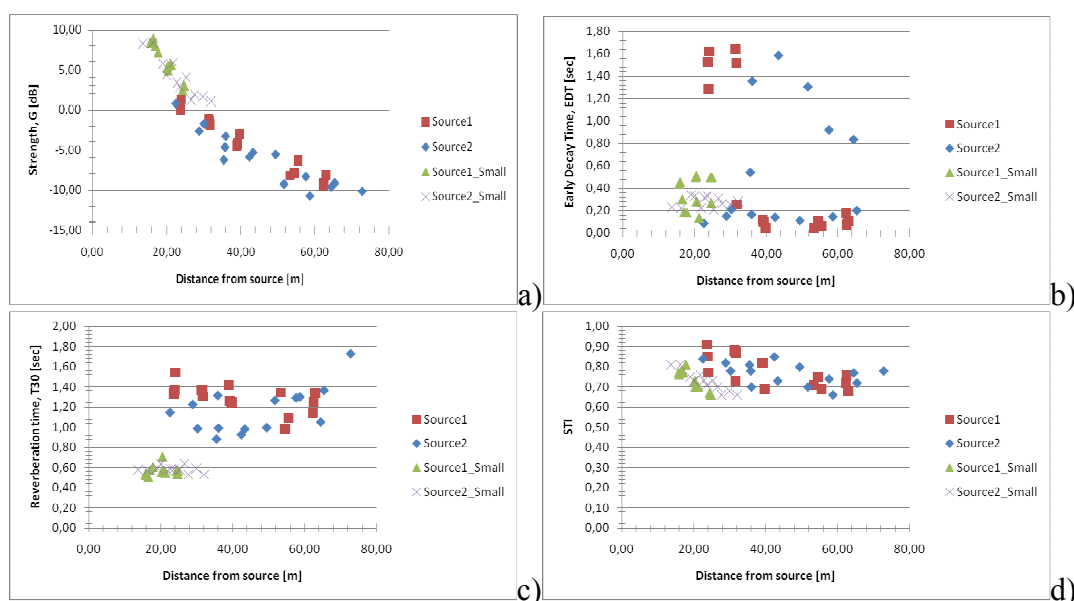 10,00
5,00
0,00
-5,00
-10,00
-15,00
0,00 20,00 40,00 60,00 80,00
Strength, G [dB]
Distance from source [m]
Source1
Source2
Source1_Small
Source2_Small
a)
1,80
1,60
1,40
1,20
1,00
0,80
0,60
0,40
0,20
0,00
0,00 20,00 40,00 60,00 80,00
Early Decay Time, EDT [sec]
Distance from source [m]
Source1
Source2
Source1_Small
Source2_Small
b)
2,00
1,80
1,60
1,40
1,20
1,00
0,80
0,60
0,40
0,20
0,00
0,00 20,00 40,00 60,00 80,00
Reverberation time, T30 [sec]
Distance from source [m]
Source1
Source2
Source1_Small
Source2_Small
c)
1,00
0,90
0,80
0,70
0,60
0,50
0,40
0,30
0,20
0,10
0,00
0,00 20,00 40,00 60,00 80,00
STI
Distance from source [m]
Source1
Source2
Source1_Small
Source2_Small
d)